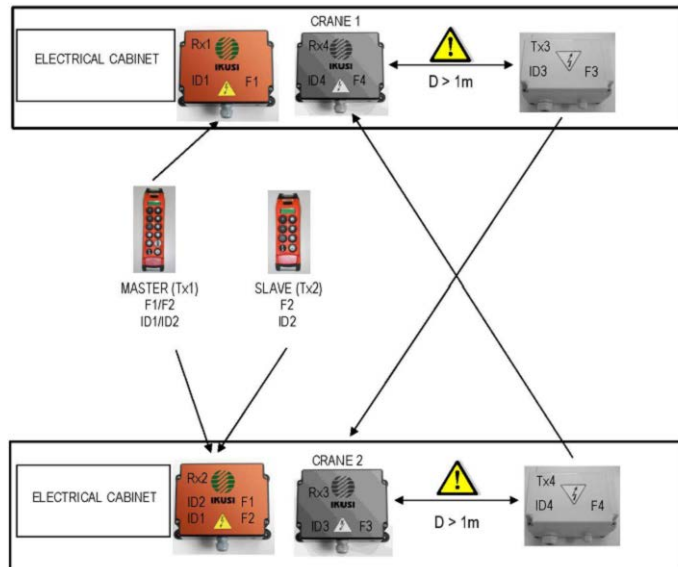 CRANE 1
ELECTRICAL CABINET
Rx1
IKUSI
ID1 F1
Rx4
IKUSI
ID4 F4
D > 1m
Tx3
ID3 F3
MASTER (Tx1)
F1/F2
ID1/ID2
SLAVE (Tx2)
F2
ID2
CRANE 2
ELECTRICAL CABINET
Rx2
IKUSI
ID2 F1
ID1 F2
Rx3
IKUSI
ID3 F3
D > 1m
Tx4
ID4 F4